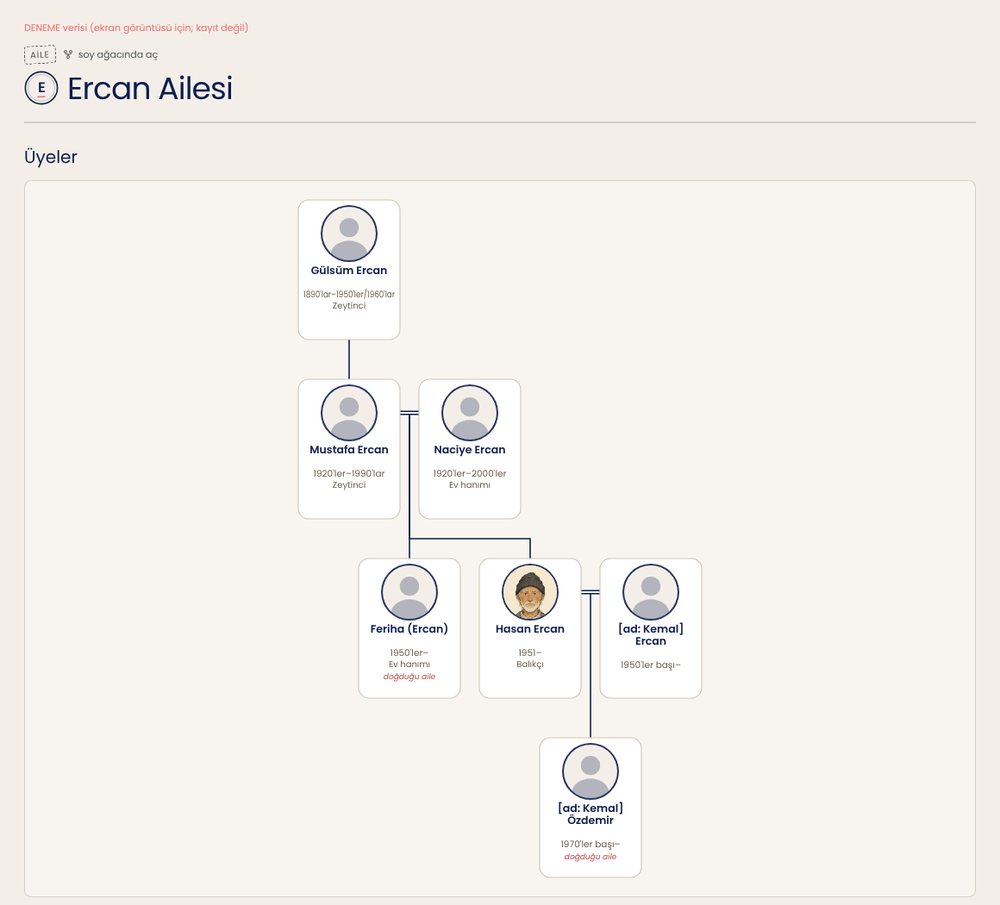 DENEME verisi (ekran görüntüsü için; kayıt değil)
AİLE soy ağacında aç
E Ercan Ailesi
Üyeler
Gülsüm Ercan
1890'lar–1950'ler/1960'lar
Zeytinci
Mustafa Ercan
1920'ler–1990'lar
Zeytinci
Naciye Ercan
1920'ler–2000'ler
Ev hanımı
Feriha (Ercan)
1950'ler–
Ev hanımı
doğduğu aile
Hasan Ercan
1951–
Balıkçı
[ad: Kemal]
Ercan
1950'ler başı–
[ad: Kemal]
Özdemir
1970'ler başı–
doğduğu aile